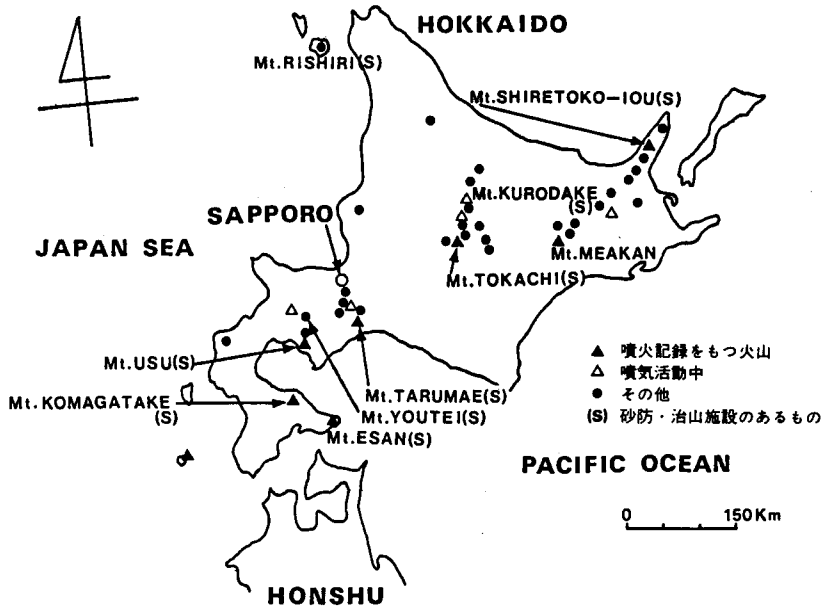 HOKKAIDO
Mt.RISHIRI(S)
Mt.SHIRETOKO-IOU(S)
Mt.KURODAKE
(S)
SAPPORO
JAPAN SEA
Mt.MEAKAN
Mt.TOKACHI(S)
Mt.USU(S)
Mt.TARUMAE(S)
Mt.KOMAGATAKE
(S)
Mt.YOUTEI(S)
Mt.ESAN(S)
▲ 噴火記録をもつ火山
△ 噴気活動中
● その他
(S) 砂防・治山施設のあるもの
PACIFIC OCEAN
0 150Km
HONSHU